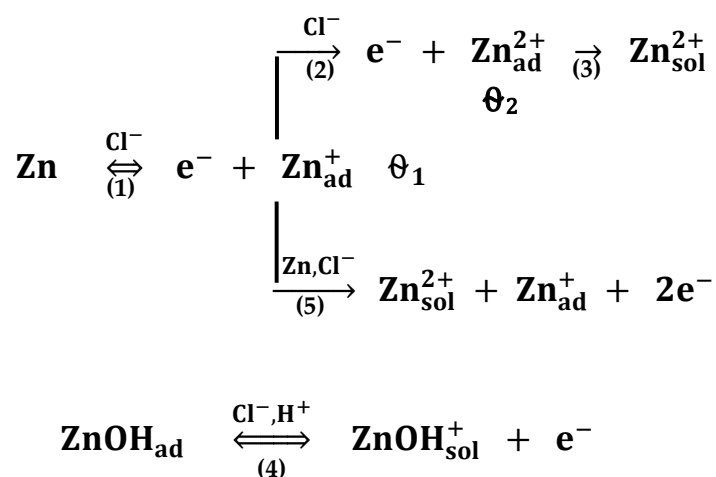 Cl⁻
⟶ e⁻ + Zn²⁺ad → Zn²⁺sol
(2) (3)
ϑ₂
Cl⁻
Zn ⇔ e⁻ + Zn⁺ad ϑ₁
(1)
Zn,Cl⁻
⟶ Zn²⁺sol + Zn⁺ad + 2e⁻
(5)
Cl⁻,H⁺
ZnOHad ⟺ ZnOH⁺sol + e⁻
(4)